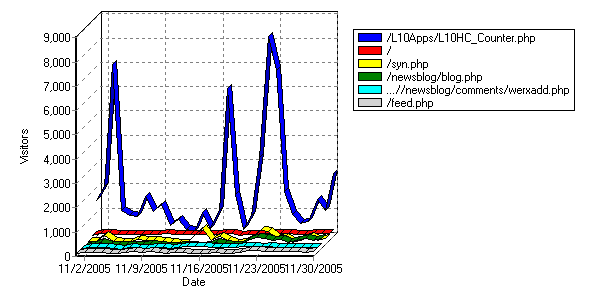 9,000
8,000
7,000
6,000
5,000
4,000
3,000
2,000
1,000
0
Visitors
11/2/2005 11/9/2005 11/16/2005 11/23/2005 11/30/2005
Date
/L10Apps/L10HC_Counter.php
/
/syn.php
/newsblog/blog.php
...//newsblog/comments/werxadd.php
/feed.php